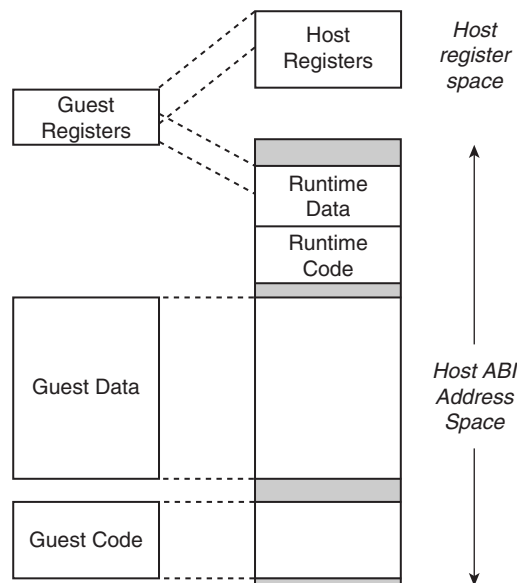 Host
Registers
Host
register
space
Guest
Registers
Runtime
Data
Runtime
Code
Guest Data
Host ABI
Address
Space
Guest Code